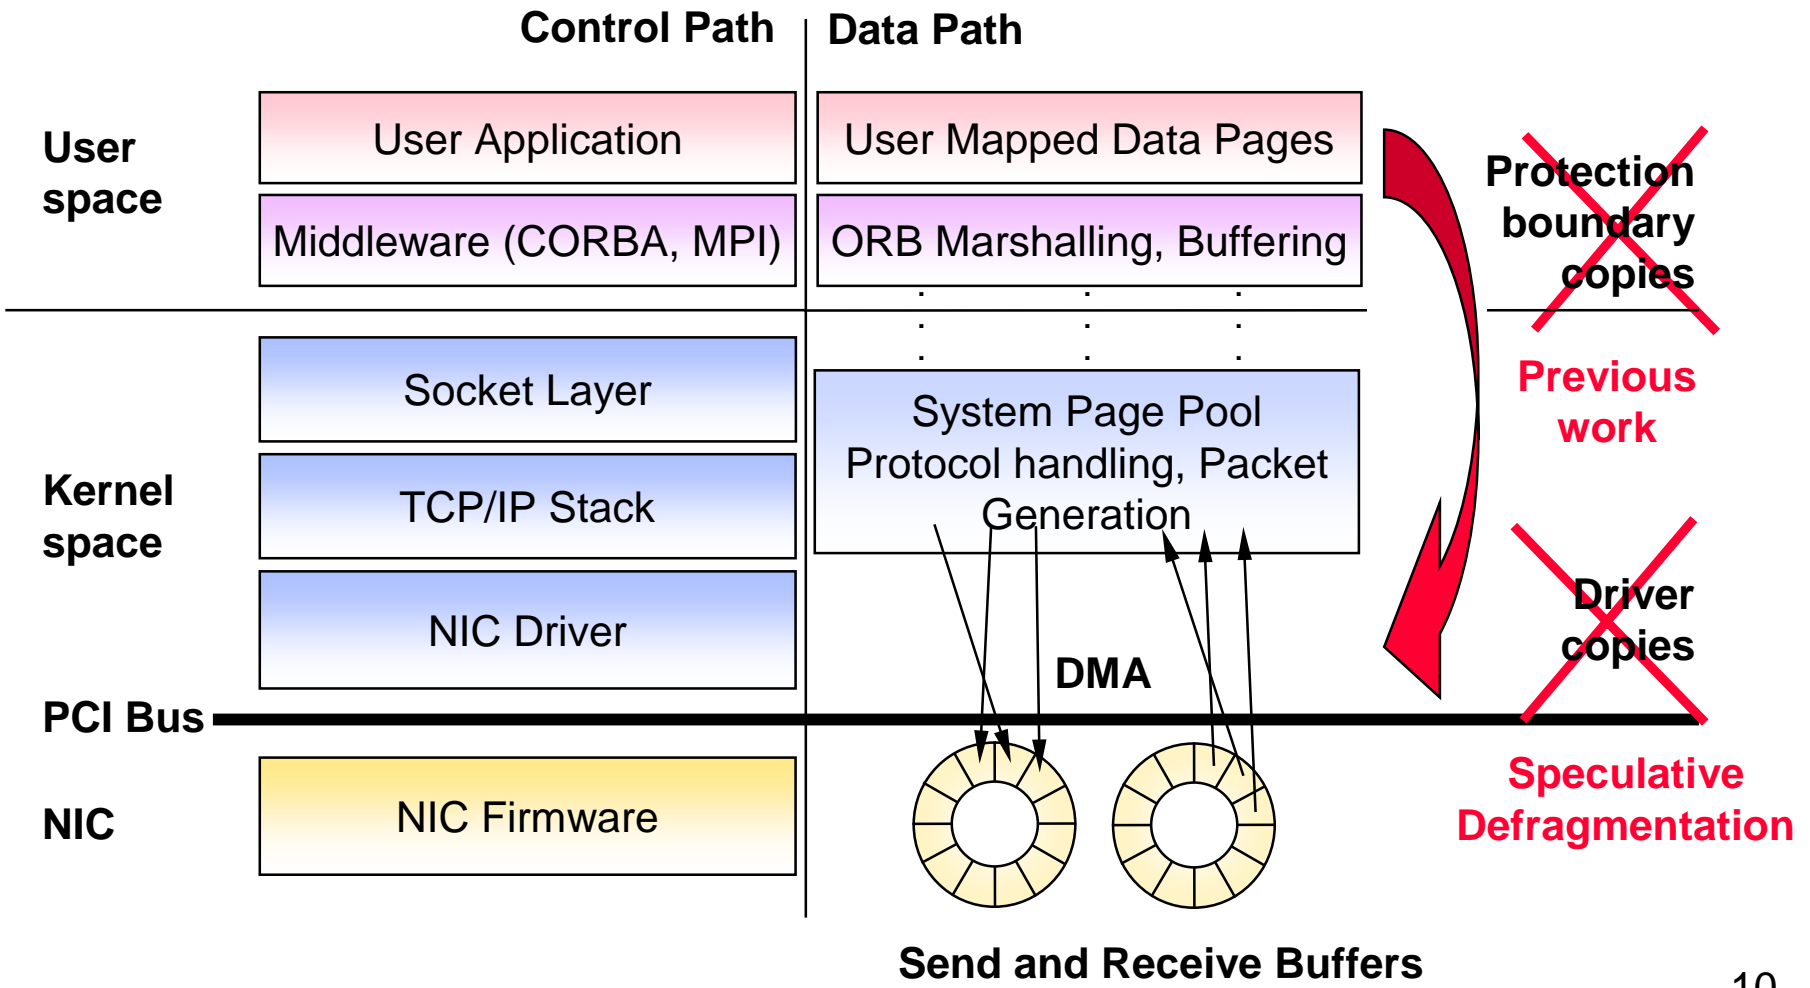 Control Path
Data Path
User
space
User Application
User Mapped Data Pages
Protection
boundary
copies
Middleware (CORBA, MPI)
ORB Marshalling, Buffering
Socket Layer
System Page Pool
Protocol handling, Packet
Generation
Previous
work
Kernel
space
TCP/IP Stack
NIC Driver
DMA
Driver
copies
PCI Bus
NIC
NIC Firmware
Speculative
Defragmentation
Send and Receive Buffers
10